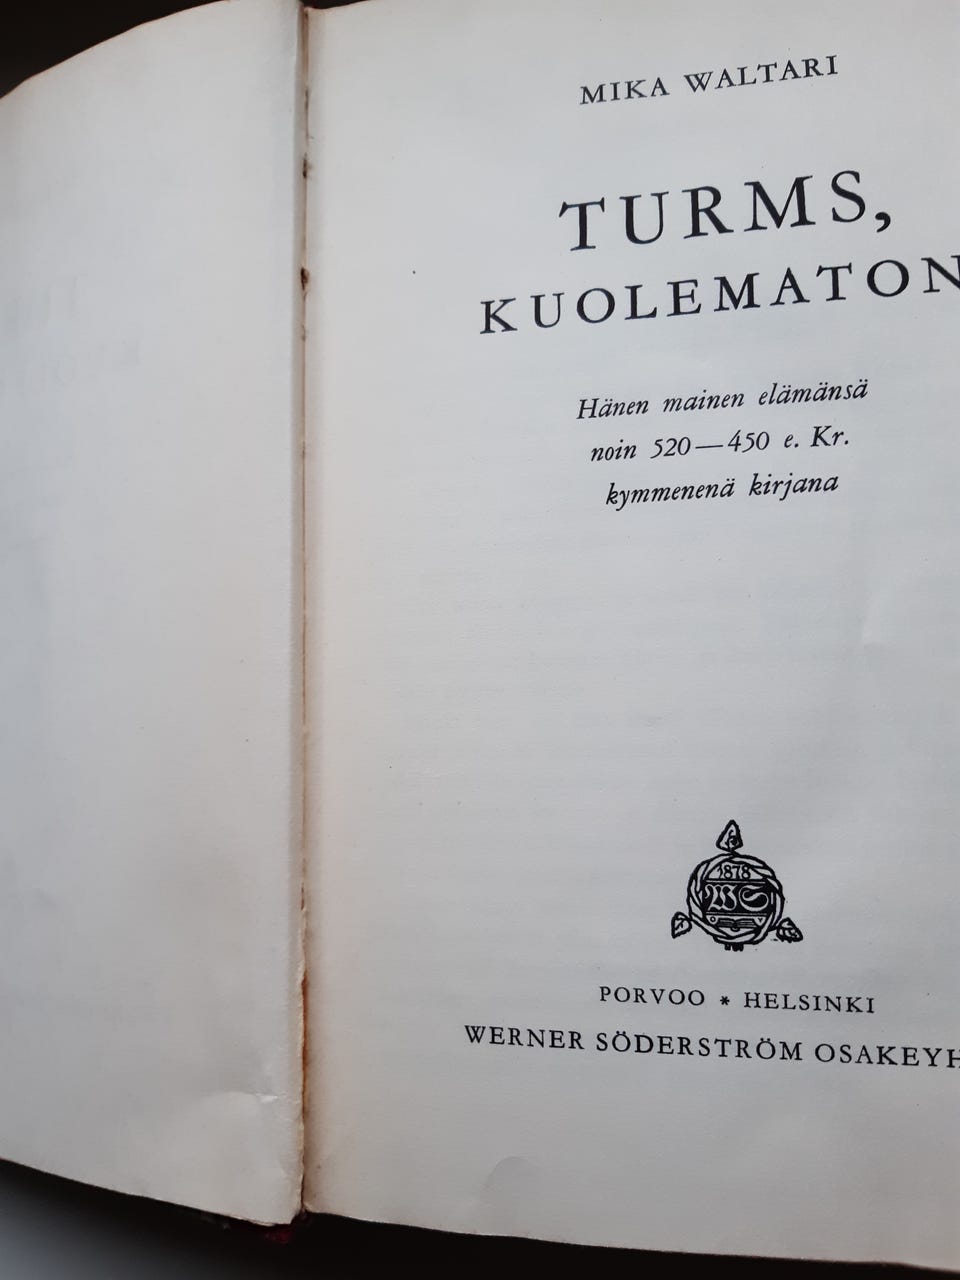 MIKA WALTARI
TURMS,
KUOLEMATON
Hänen mainen elämänsä
noin 520—450 e. Kr.
kymmenenä kirjana
1878
WS
O Y
PORVOO * HELSINKI
WERNER SÖDERSTRÖM OSAKEYH